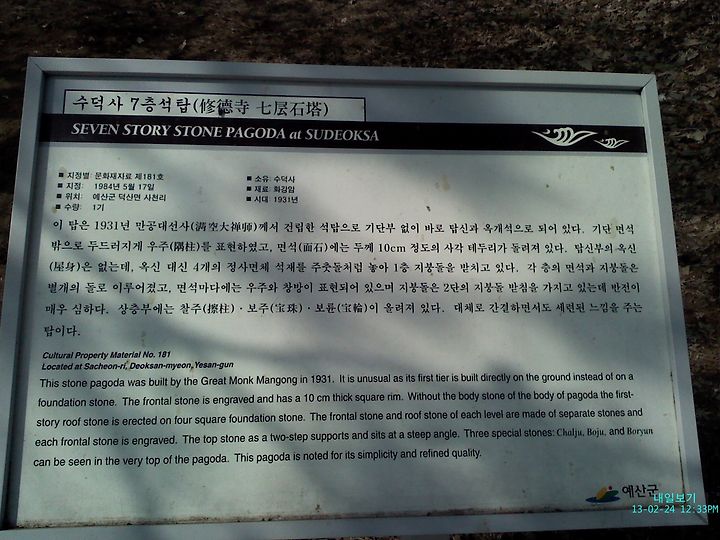 수덕사 7층석탑(修德寺 七层石塔)
SEVEN STORY STONE PAGODA at SUDEOKSA
■ 지정별: 문화재자료 제181호
■ 지정: 1984년 5월 17일
■ 위치: 예산군 덕산면 사천리
■ 수량: 1기
■ 소유: 수덕사
■ 재료: 화강암
■ 시대: 1931년
이 탑은 1931년 만공대선사(満空大禅师)께서 건립한 석탑으로 기단부 없이 바로 탑신과 옥개석으로 되어 있다. 기단 면석
밖으로 두드러지게 우주(隅柱)를 표현하였고, 면석(面石)에는 두께 10cm 정도의 사각 테두리가 둘려져 있다. 탑신부의 옥신
(屋身)은 없는데, 옥신 대신 4개의 정사면체 석재를 주춧돌처럼 놓아 1층 지붕돌을 받치고 있다. 각 층의 면석과 지붕돌은
별개의 돌로 이루어졌고, 면석마다에는 우주와 창방이 표현되어 있으며 지붕돌은 2단의 지붕돌 받침을 가지고 있는데 반전이
매우 심하다. 상층부에는 찰주(擦柱)·보주(宝珠)·보륜(宝輪)이 올려져 있다. 대체로 간결하면서도 세련된 느낌을 주는
탑이다.
Cultural Property Material No. 181
Located at Sacheon-ri, Deoksan-myeon, Yesan-gun
This stone pagoda was built by the Great Monk Mangong in 1931. It is unusual as its first tier is built directly on the ground instead of on a
foundation stone. The frontal stone is engraved and has a 10 cm thick square rim. Without the body stone of the body of pagoda the first-
story roof stone is erected on four square foundation stone. The frontal stone and roof stone of each level are made of separate stones and
each frontal stone is engraved. The top stone as a two-step supports and sits at a steep angle. Three special stones: Chalju, Boju, and Boryun
can be seen in the very top of the pagoda. This pagoda is noted for its simplicity and refined quality.
예산군
대일보기
13-02-24 12:33PM